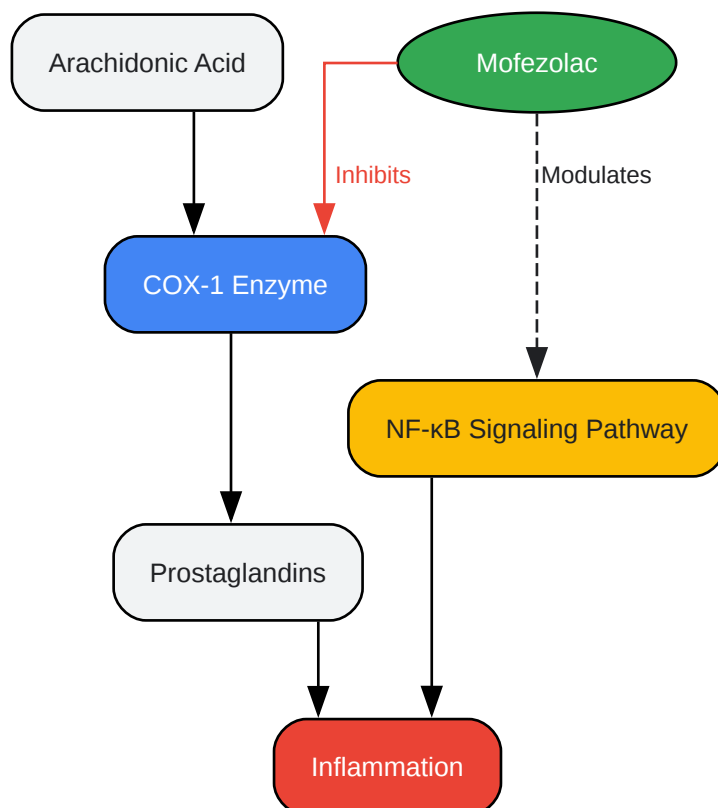 Arachidonic Acid
Mofezolac
Inhibits
Modulates
COX-1 Enzyme
NF-κB Signaling Pathway
Prostaglandins
Inflammation